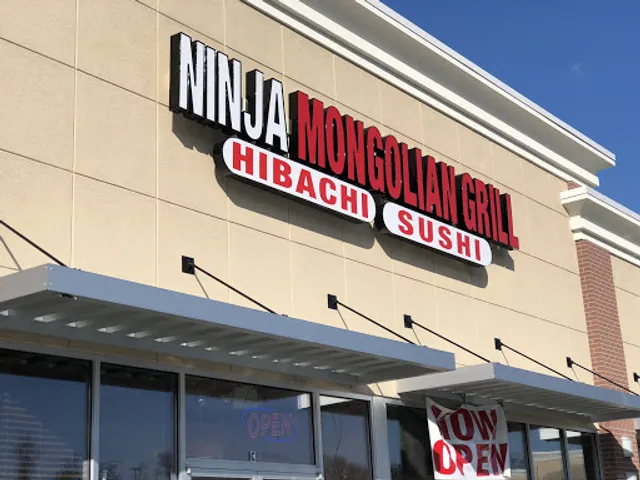 NINJA MONGOLIAN GRILL
HIBACHI SUSHI
OPEN
NOW
OPEN